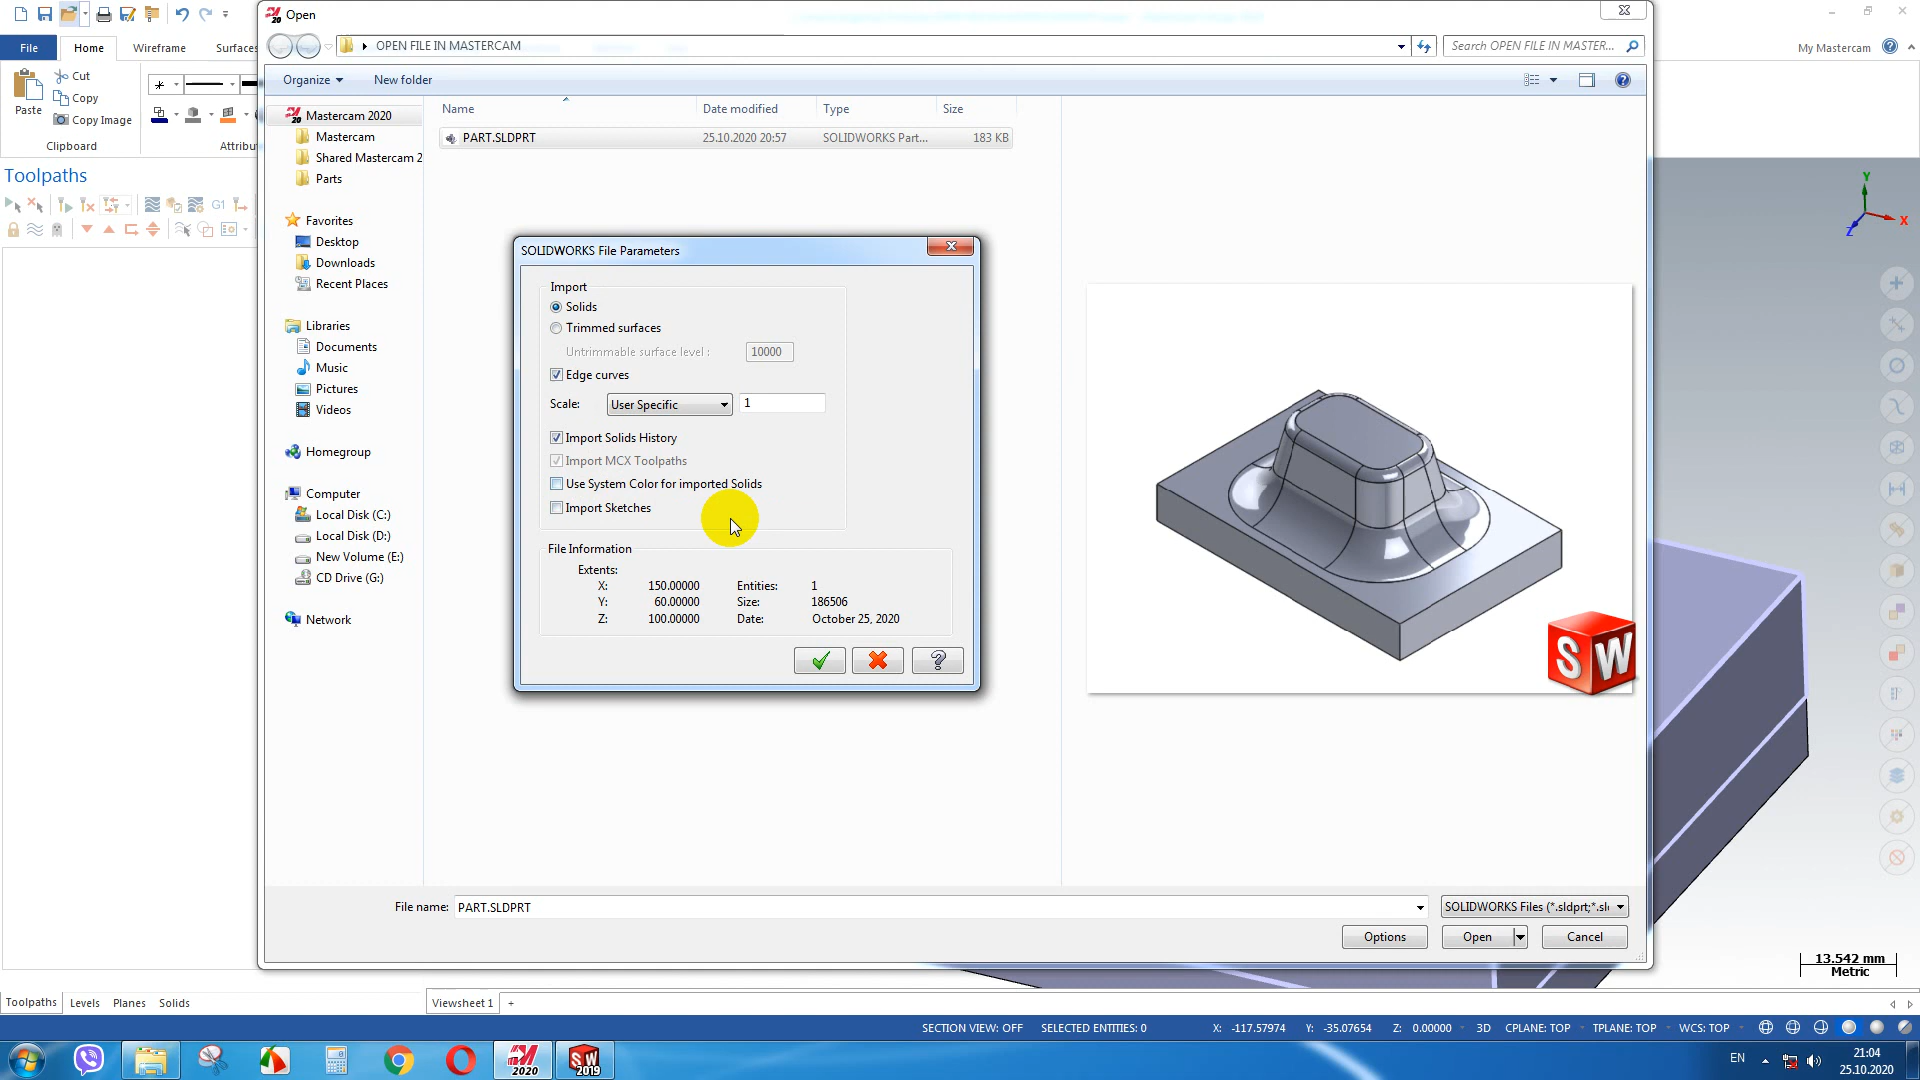 Open
File Home Wireframe Surfaces
My Mastercam
OPEN FILE IN MASTERCAM
Search OPEN FILE IN MASTER...
Paste
Cut
Copy
Copy Image
Clipboard
Attribu
Organize New folder
Mastercam 2020
Mastercam
Shared Mastercam 2
Parts
Favorites
Desktop
Downloads
Recent Places
Libraries
Documents
Music
Pictures
Videos
Homegroup
Computer
Local Disk (C:)
Local Disk (D:)
New Volume (E:)
CD Drive (G:)
Network
Name Date modified Type Size
PART.SLDPRT 25.10.2020 20:57 SOLIDWORKS Part... 183 KB
Toolpaths
G1
SOLIDWORKS File Parameters
Import
Solids
Trimmed surfaces
Untrimmable surface level : 10000
Edge curves
Scale: User Specific 1
Import Solids History
Import MCX Toolpaths
Use System Color for imported Solids
Import Sketches
File Information
Extents:
X: 150.00000 Entities: 1
Y: 60.00000 Size: 186506
Z: 100.00000 Date: October 25, 2020
SW
Y
X
Z
File name: PART.SLDPRT
SOLIDWORKS Files (*.sldprt;*.sl
Options Open Cancel
13.542 mm
Metric
Toolpaths Levels Planes Solids
Viewsheet 1 +
SECTION VIEW: OFF SELECTED ENTITIES: 0 X: -117.57974 Y: -35.07654 Z: 0.00000 3D CPLANE: TOP TPLANE: TOP WCS: TOP
2020
SW
2019
EN
21:04
25.10.2020